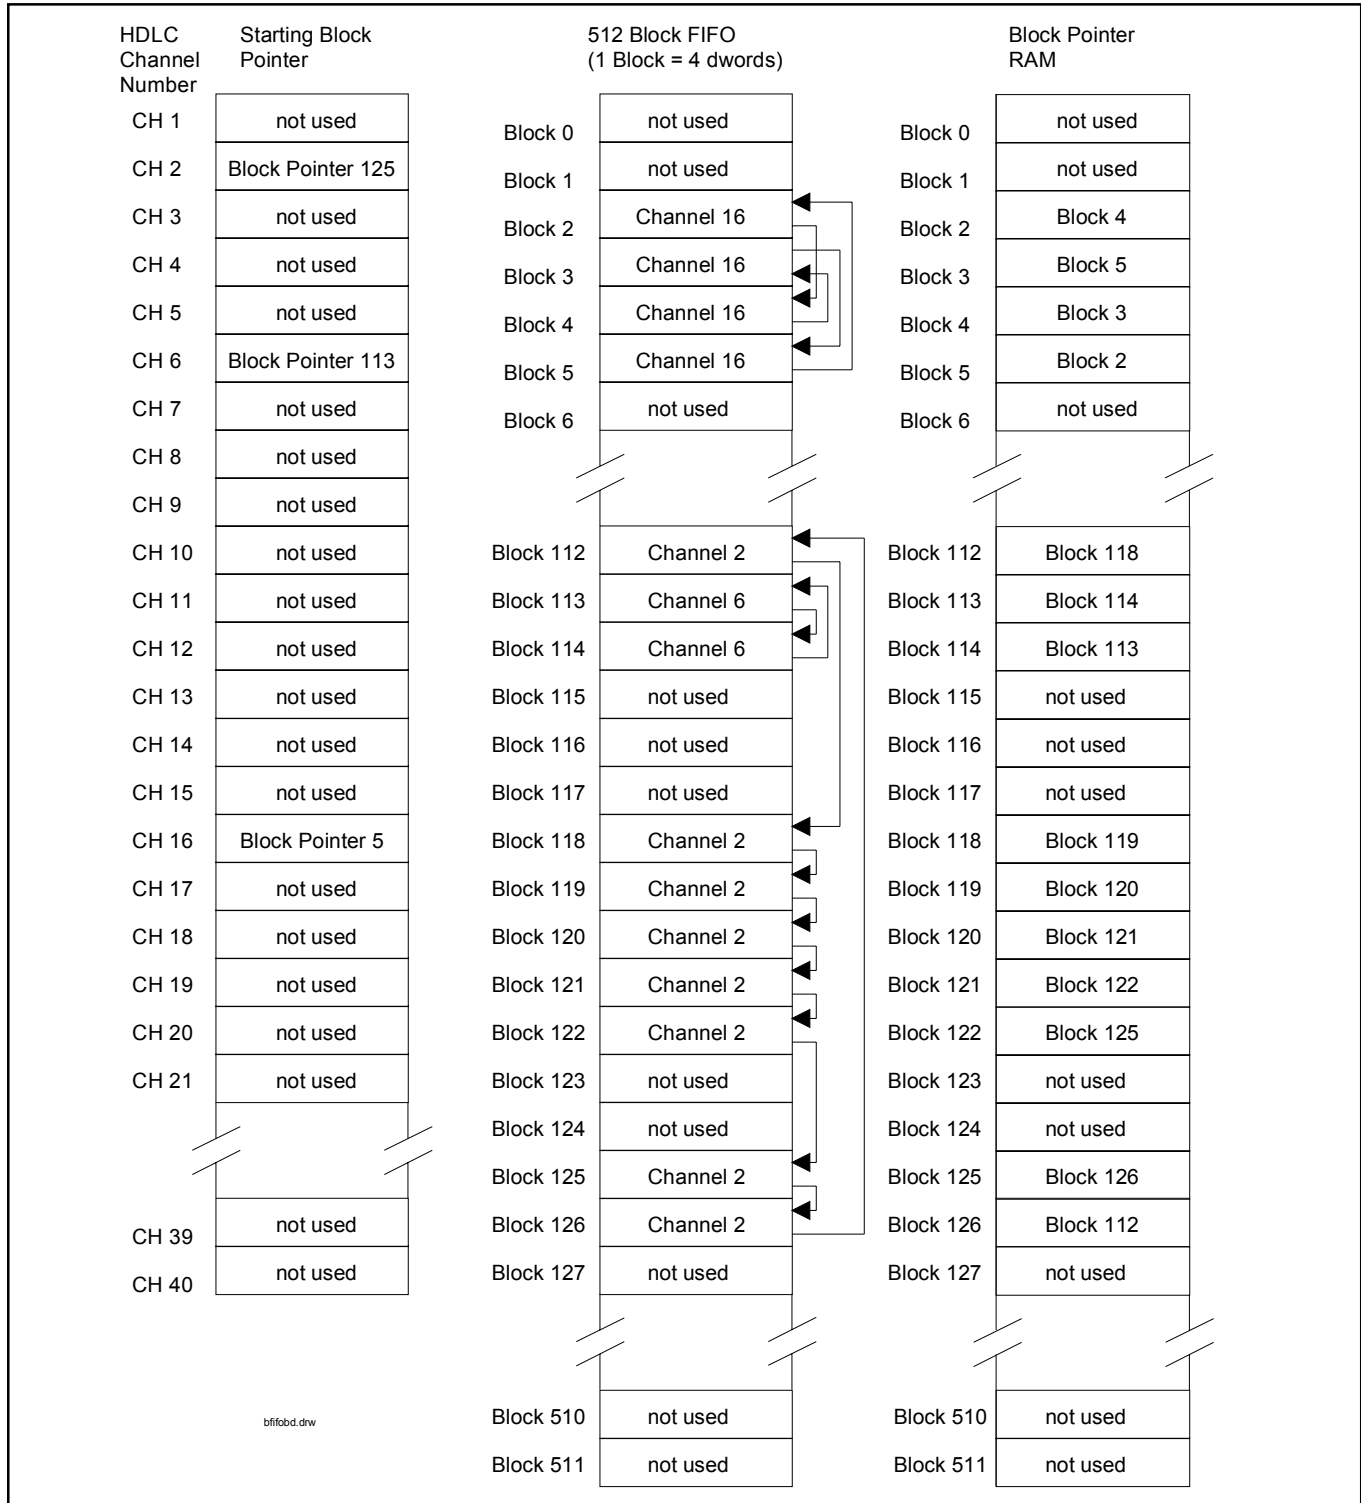 HDLC Channel Number
Starting Block Pointer
512 Block FIFO
(1 Block = 4 dwords)
Block Pointer RAM
CH 1 not used Block 0 not used Block 0 not used
CH 2 Block Pointer 125 Block 1 not used Block 1 not used
CH 3 not used Block 2 Channel 16 Block 2 Block 4
CH 4 not used Block 3 Channel 16 Block 3 Block 5
CH 5 not used Block 4 Channel 16 Block 4 Block 3
CH 6 Block Pointer 113 Block 5 Channel 16 Block 5 Block 2
CH 7 not used Block 6 not used Block 6 not used
CH 8 not used
CH 9 not used
CH 10 not used Block 112 Channel 2 Block 112 Block 118
CH 11 not used Block 113 Channel 6 Block 113 Block 114
CH 12 not used Block 114 Channel 6 Block 114 Block 113
CH 13 not used Block 115 not used Block 115 not used
CH 14 not used Block 116 not used Block 116 not used
CH 15 not used Block 117 not used Block 117 not used
CH 16 Block Pointer 5 Block 118 Channel 2 Block 118 Block 119
CH 17 not used Block 119 Channel 2 Block 119 Block 120
CH 18 not used Block 120 Channel 2 Block 120 Block 121
CH 19 not used Block 121 Channel 2 Block 121 Block 122
CH 20 not used Block 122 Channel 2 Block 122 Block 125
CH 21 not used Block 123 not used Block 123 not used
Block 124 not used Block 124 not used
Block 125 Channel 2 Block 125 Block 126
CH 39 not used Block 126 Channel 2 Block 126 Block 112
CH 40 not used Block 127 not used Block 127 not used
bfifobd.drw Block 510 not used Block 510 not used
Block 511 not used Block 511 not used